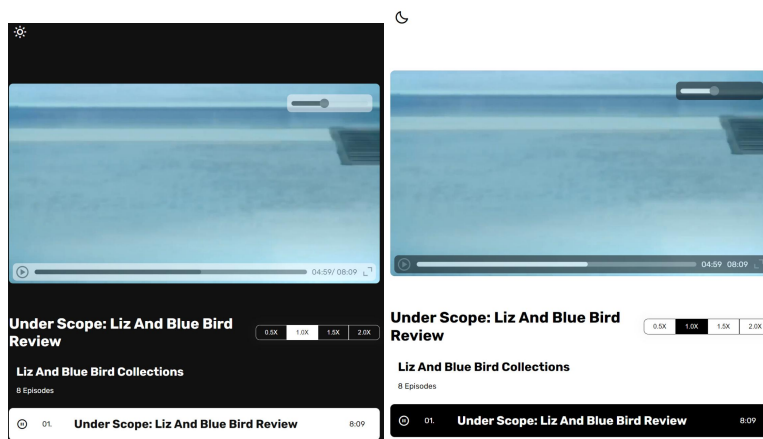 04:59/ 08:09
Under Scope: Liz And Blue Bird
Review
0.5X 1.0X 1.5X 2.0X
Liz And Blue Bird Collections
8 Episodes
01. Under Scope: Liz And Blue Bird Review 8:09
04:59 08:09
Under Scope: Liz And Blue Bird
Review
0.5X 1.0X 1.5X 2.0X
Liz And Blue Bird Collections
8 Episodes
01. Under Scope: Liz And Blue Bird Review 8:09